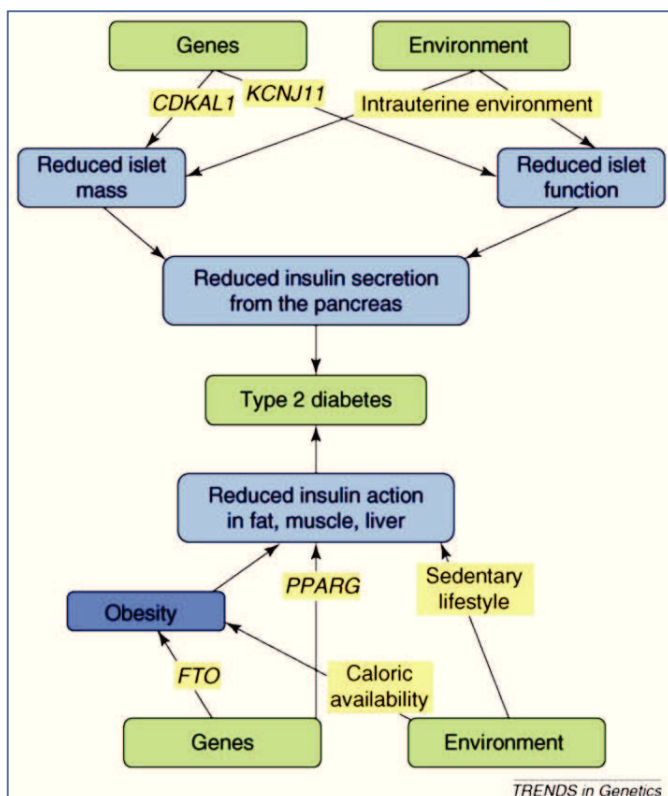 Genes
Environment
CDKAL1
KCNJ11
Intrauterine environment
Reduced islet
mass
Reduced islet
function
Reduced insulin secretion
from the pancreas
Type 2 diabetes
Reduced insulin action
in fat, muscle, liver
Obesity
PPARG
Sedentary
lifestyle
FTO
Caloric
availability
Genes
Environment
TRENDS in Genetics